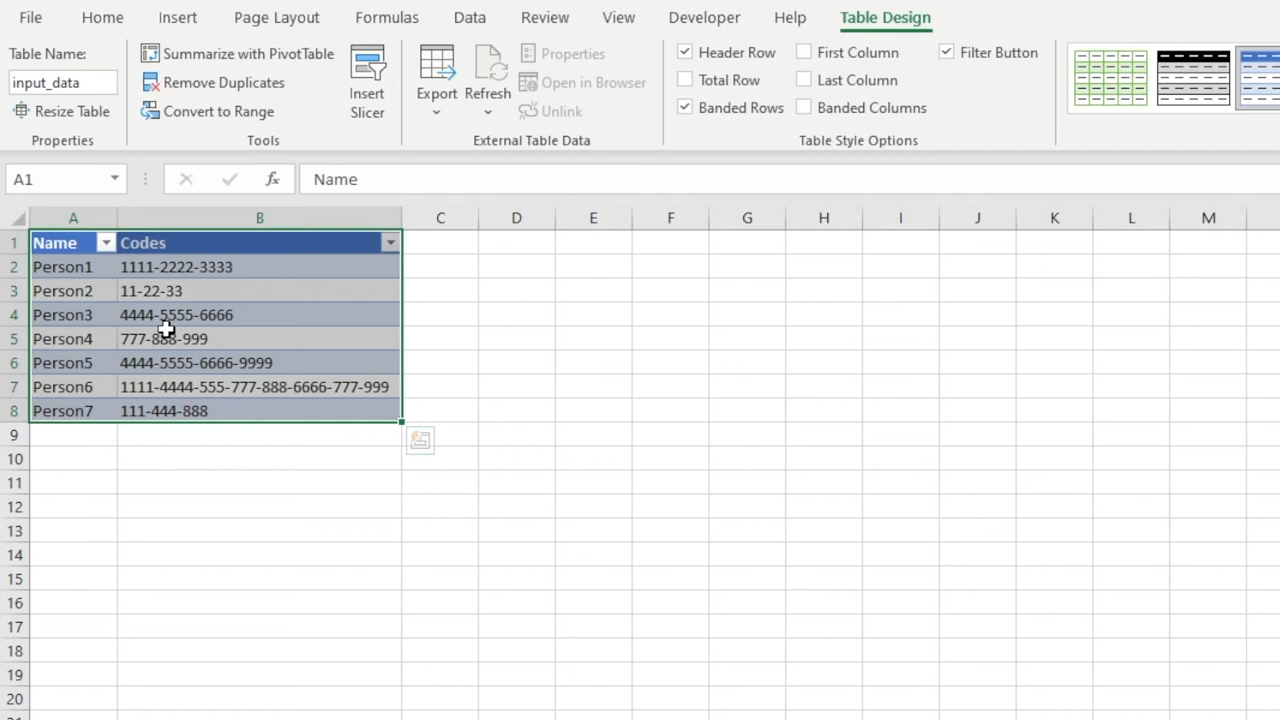 File Home Insert Page Layout Formulas Data Review View Developer Help Table Design
Table Name: Summarize with PivotTable Properties Header Row First Column Filter Button
input_data Remove Duplicates Insert Slicer Export Refresh Open in Browser Total Row Last Column
Resize Table Convert to Range Unlink Banded Rows Banded Columns
Properties Tools External Table Data Table Style Options
A1 fx Name
A B C D E F G H I J K L M
1 Name Codes
2 Person1 1111-2222-3333
3 Person2 11-22-33
4 Person3 4444-5555-6666
5 Person4 777-888-999
6 Person5 4444-5555-6666-9999
7 Person6 1111-4444-555-777-888-6666-777-999
8 Person7 111-444-888
9
10
11
12
13
14
15
16
17
18
19
20